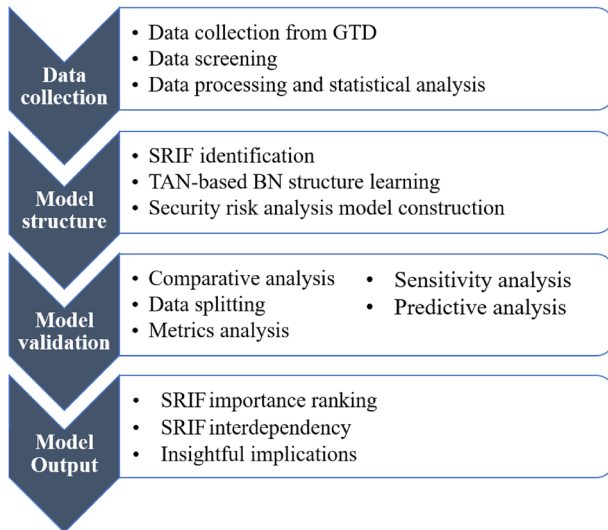 Data
collection
• Data collection from GTD
• Data screening
• Data processing and statistical analysis
Model
structure
• SRIF identification
• TAN-based BN structure learning
• Security risk analysis model construction
Model
validation
• Comparative analysis
• Data splitting
• Metrics analysis
• Sensitivity analysis
• Predictive analysis
Model
Output
• SRIF importance ranking
• SRIF interdependency
• Insightful implications